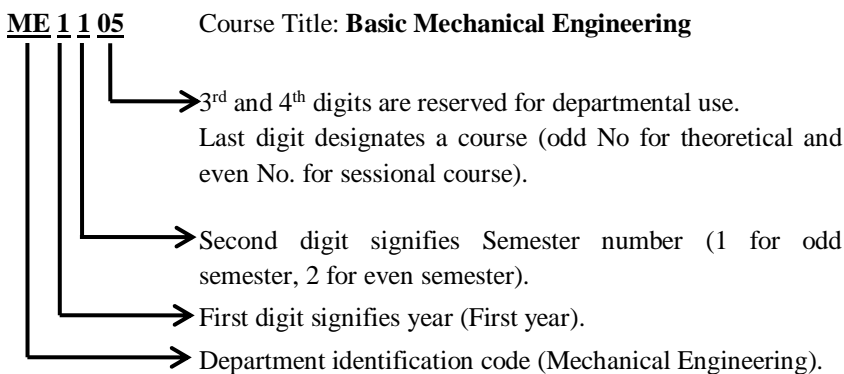 ME 1 1 05 Course Title: Basic Mechanical Engineering
3rd and 4th digits are reserved for departmental use.
Last digit designates a course (odd No for theoretical and
even No. for sessional course).
Second digit signifies Semester number (1 for odd
semester, 2 for even semester).
First digit signifies year (First year).
Department identification code (Mechanical Engineering).